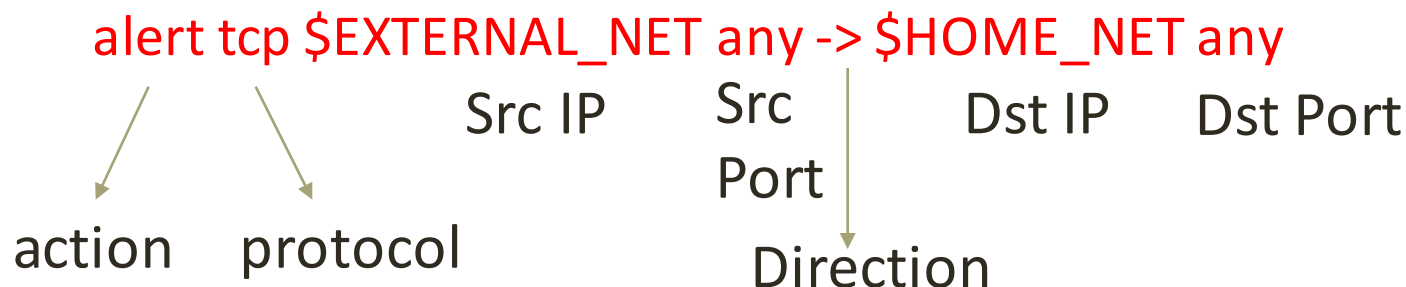 alert tcp $EXTERNAL_NET any -> $HOME_NET any
Src IP
Src
Port
Dst IP
Dst Port
action
protocol
Direction